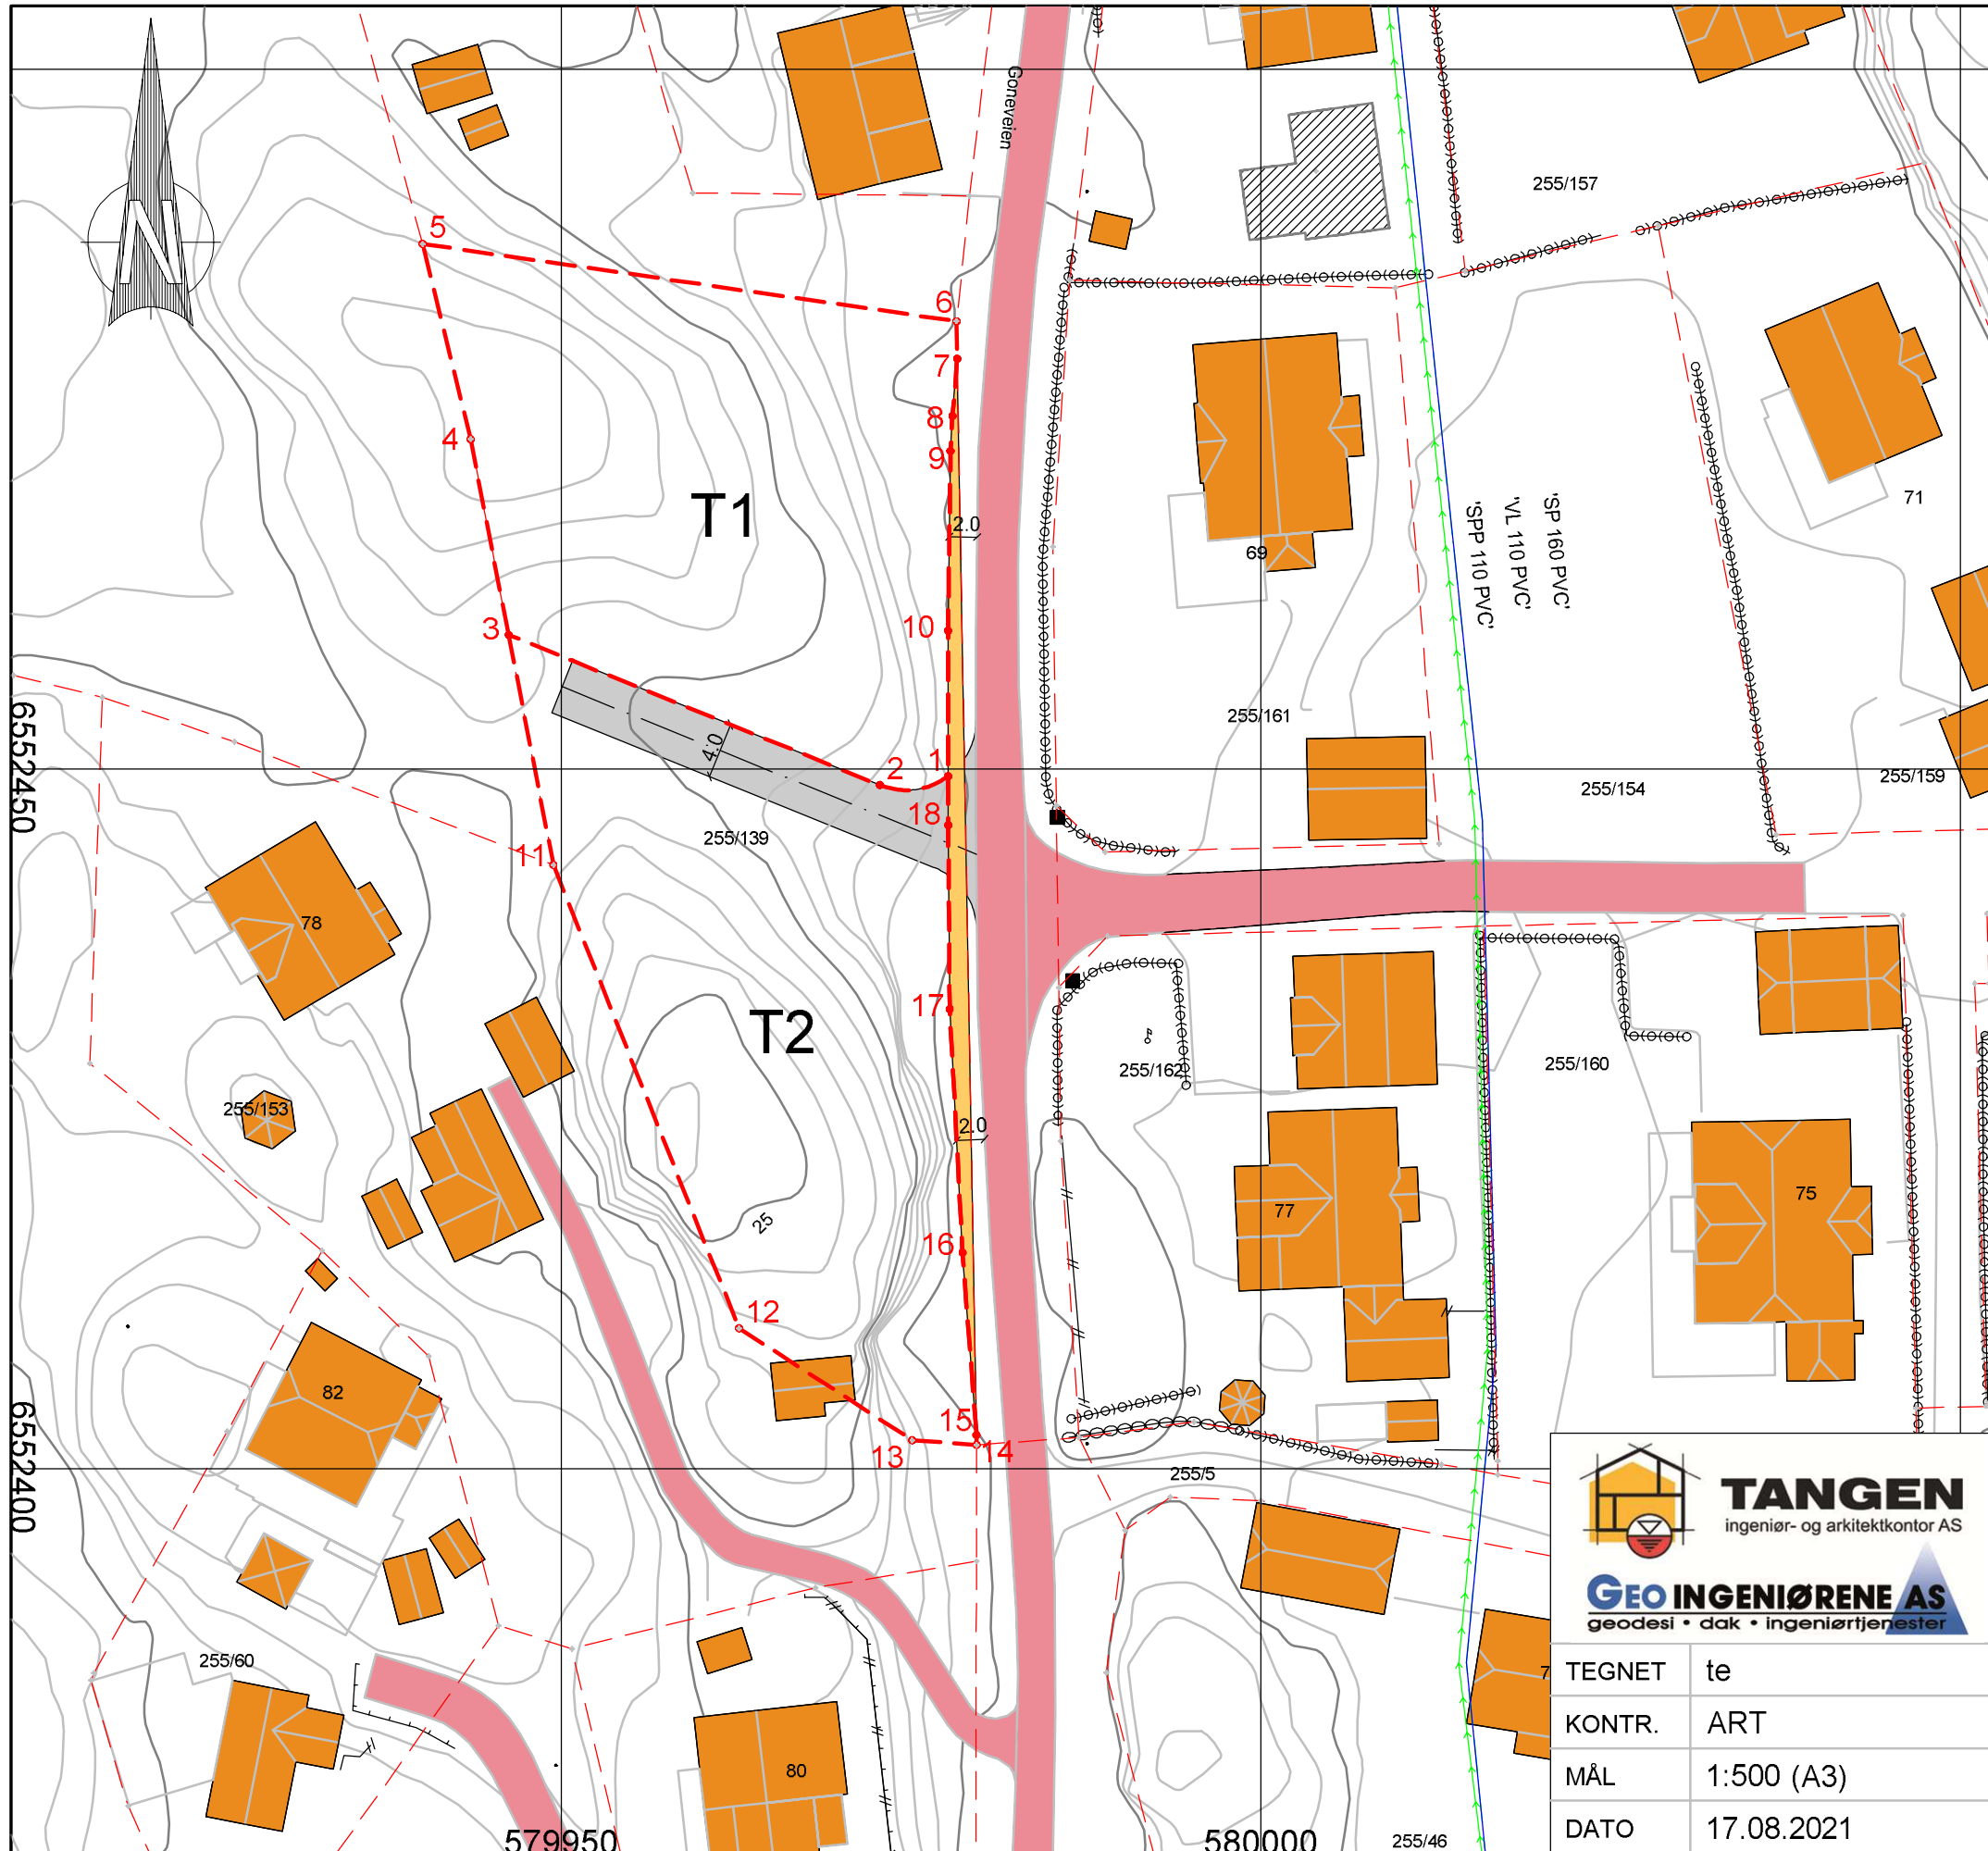 N
Goneveien
255/157
5
6
7
8
4
9
T1
2.0
69
71
'SPP 110 PVC'
'VL 110 PVC'
'SP 160 PVC'
10
3
255/161
4.0
1
2
6552450
255/154
255/159
18
255/139
11
78
17
T2
255/162
255/160
255/153
2.0
75
77
25
16
12
82
15
13
14
6552400
255/5
TANGEN
ingeniør- og arkitektkontor AS
GEO INGENIØRENE AS
geodesi • dak • ingeniørtjenester
255/60
TEGNET te
KONTR. ART
80
MÅL 1:500 (A3)
DATO 17.08.2021
579950
580000
255/46